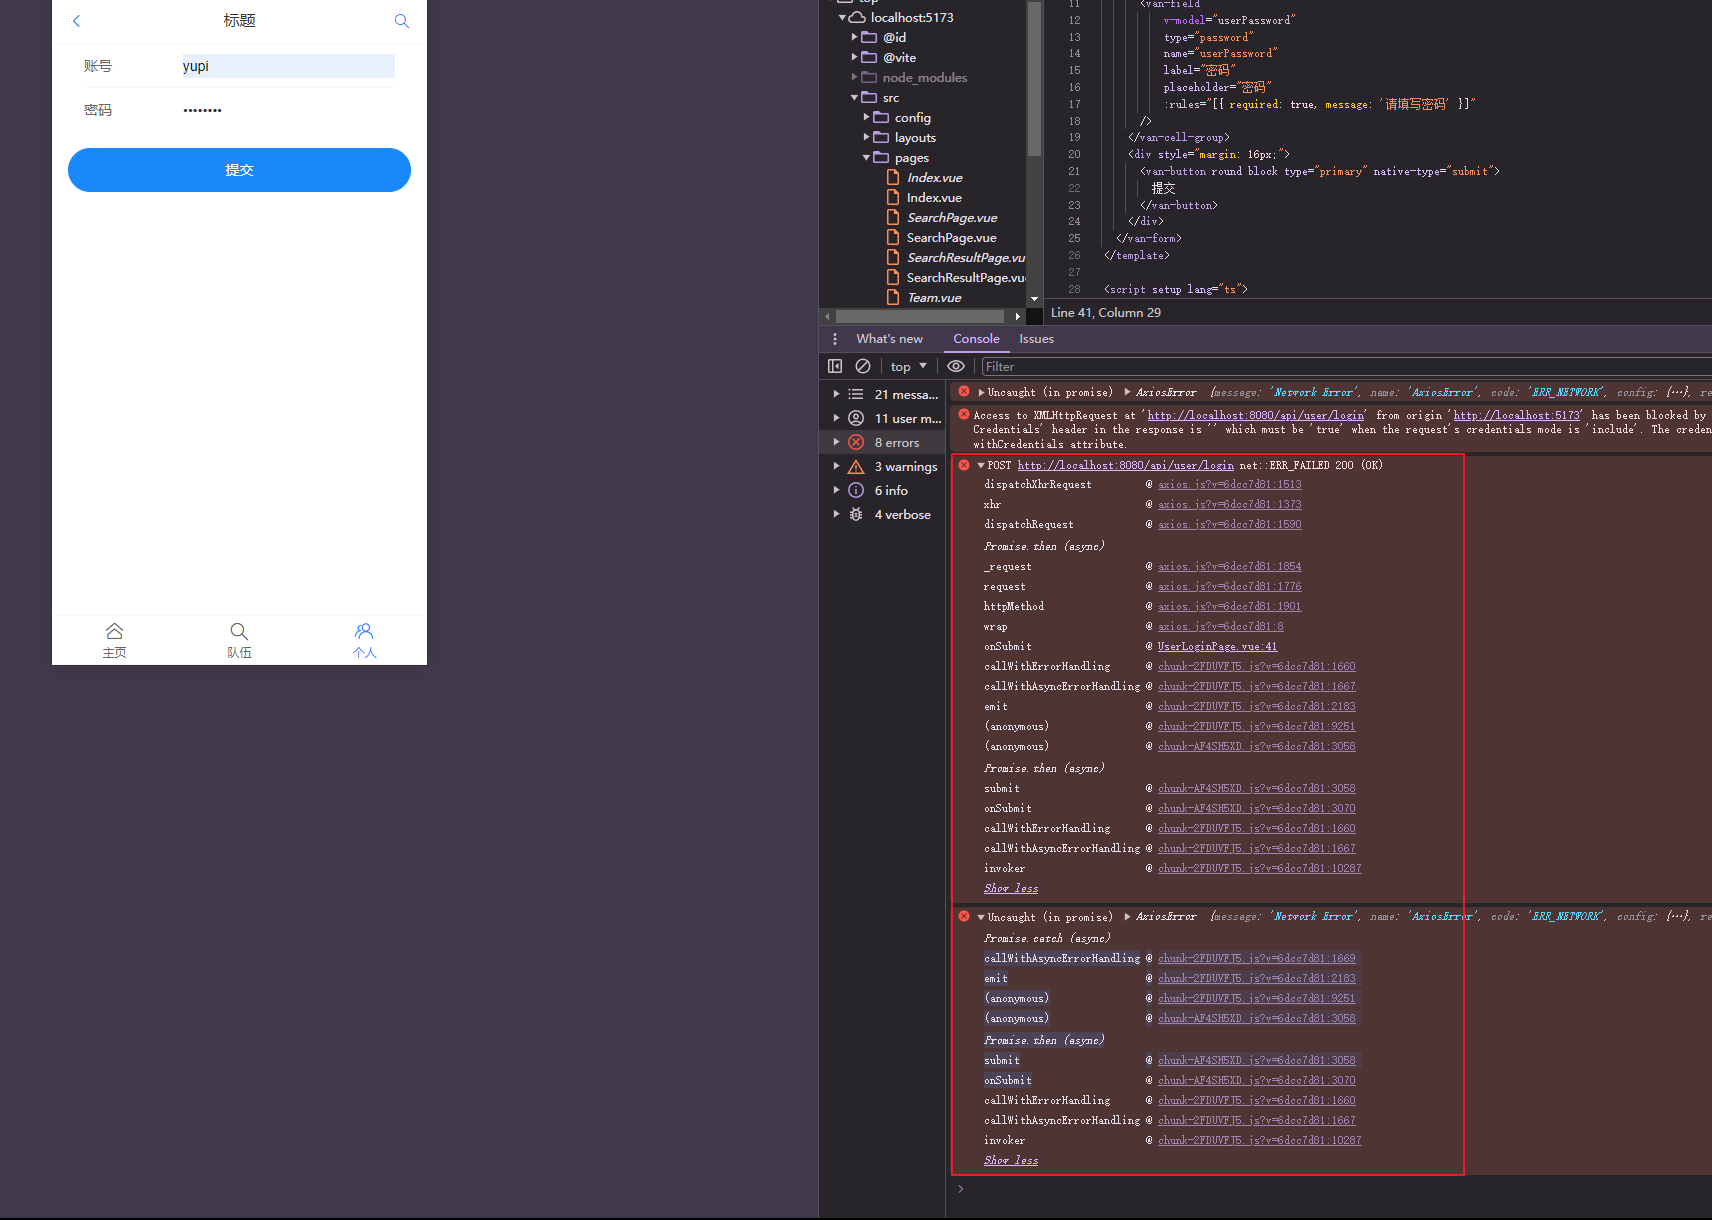 标题
账号
yupi
密码
••••••••
提交
主页
队伍
个人
top
localhost:5173
@id
@vite
node_modules
src
config
layouts
pages
Index.vue
Index.vue
SearchPage.vue
SearchPage.vue
SearchResultPage.vu
SearchResultPage.vue
Team.vue
11 <van-field
12 v-model="userPassword"
13 type="password"
14 name="userPassword"
15 label="密码"
16 placeholder="密码"
17 :rules="[{ required: true, message: '请填写密码' }]"
18 />
19 </van-cell-group>
20 <div style="margin: 16px;">
21 <van-button round block type="primary" native-type="submit">
22 提交
23 </van-button>
24 </div>
25 </van-form>
26 </template>
27
28 <script setup lang="ts">
Line 41, Column 29
What's new
Console
Issues
top
Filter
21 messa...
11 user m...
8 errors
3 warnings
6 info
4 verbose
Uncaught (in promise) AxiosError {message: 'Network Error', name: 'AxiosError', code: 'ERR_NETWORK', config: {…}, re
Access to XMLHttpRequest at 'http://localhost:8080/api/user/login' from origin 'http://localhost:5173' has been blocked by
Credentials' header in the response is '' which must be 'true' when the request's credentials mode is 'include'. The creden
withCredentials attribute.
POST http://localhost:8080/api/user/login net::ERR_FAILED 200 (OK)
dispatchXhrRequest @ axios.js?v=6dcc7d81:1513
xhr @ axios.js?v=6dcc7d81:1373
dispatchRequest @ axios.js?v=6dcc7d81:1590
Promise.then (async)
_request @ axios.js?v=6dcc7d81:1854
request @ axios.js?v=6dcc7d81:1776
httpMethod @ axios.js?v=6dcc7d81:1901
wrap @ axios.js?v=6dcc7d81:8
onSubmit @ UserLoginPage.vue:41
callWithErrorHandling @ chunk-2FDUVFJ5.js?v=6dcc7d81:1660
callWithAsyncErrorHandling @ chunk-2FDUVFJ5.js?v=6dcc7d81:1667
emit @ chunk-2FDUVFJ5.js?v=6dcc7d81:2183
(anonymous) @ chunk-2FDUVFJ5.js?v=6dcc7d81:9251
(anonymous) @ chunk-AF4SH5XD.js?v=6dcc7d81:3058
Promise.then (async)
submit @ chunk-AF4SH5XD.js?v=6dcc7d81:3058
onSubmit @ chunk-AF4SH5XD.js?v=6dcc7d81:3070
callWithErrorHandling @ chunk-2FDUVFJ5.js?v=6dcc7d81:1660
callWithAsyncErrorHandling @ chunk-2FDUVFJ5.js?v=6dcc7d81:1667
invoker @ chunk-2FDUVFJ5.js?v=6dcc7d81:10287
Show less
Uncaught (in promise) AxiosError {message: 'Network Error', name: 'AxiosError', code: 'ERR_NETWORK', config: {…}, re
Promise.catch (async)
callWithAsyncErrorHandling @ chunk-2FDUVFJ5.js?v=6dcc7d81:1669
emit @ chunk-2FDUVFJ5.js?v=6dcc7d81:2183
(anonymous) @ chunk-2FDUVFJ5.js?v=6dcc7d81:9251
(anonymous) @ chunk-AF4SH5XD.js?v=6dcc7d81:3058
Promise.then (async)
submit @ chunk-AF4SH5XD.js?v=6dcc7d81:3058
onSubmit @ chunk-AF4SH5XD.js?v=6dcc7d81:3070
callWithErrorHandling @ chunk-2FDUVFJ5.js?v=6dcc7d81:1660
callWithAsyncErrorHandling @ chunk-2FDUVFJ5.js?v=6dcc7d81:1667
invoker @ chunk-2FDUVFJ5.js?v=6dcc7d81:10287
Show less